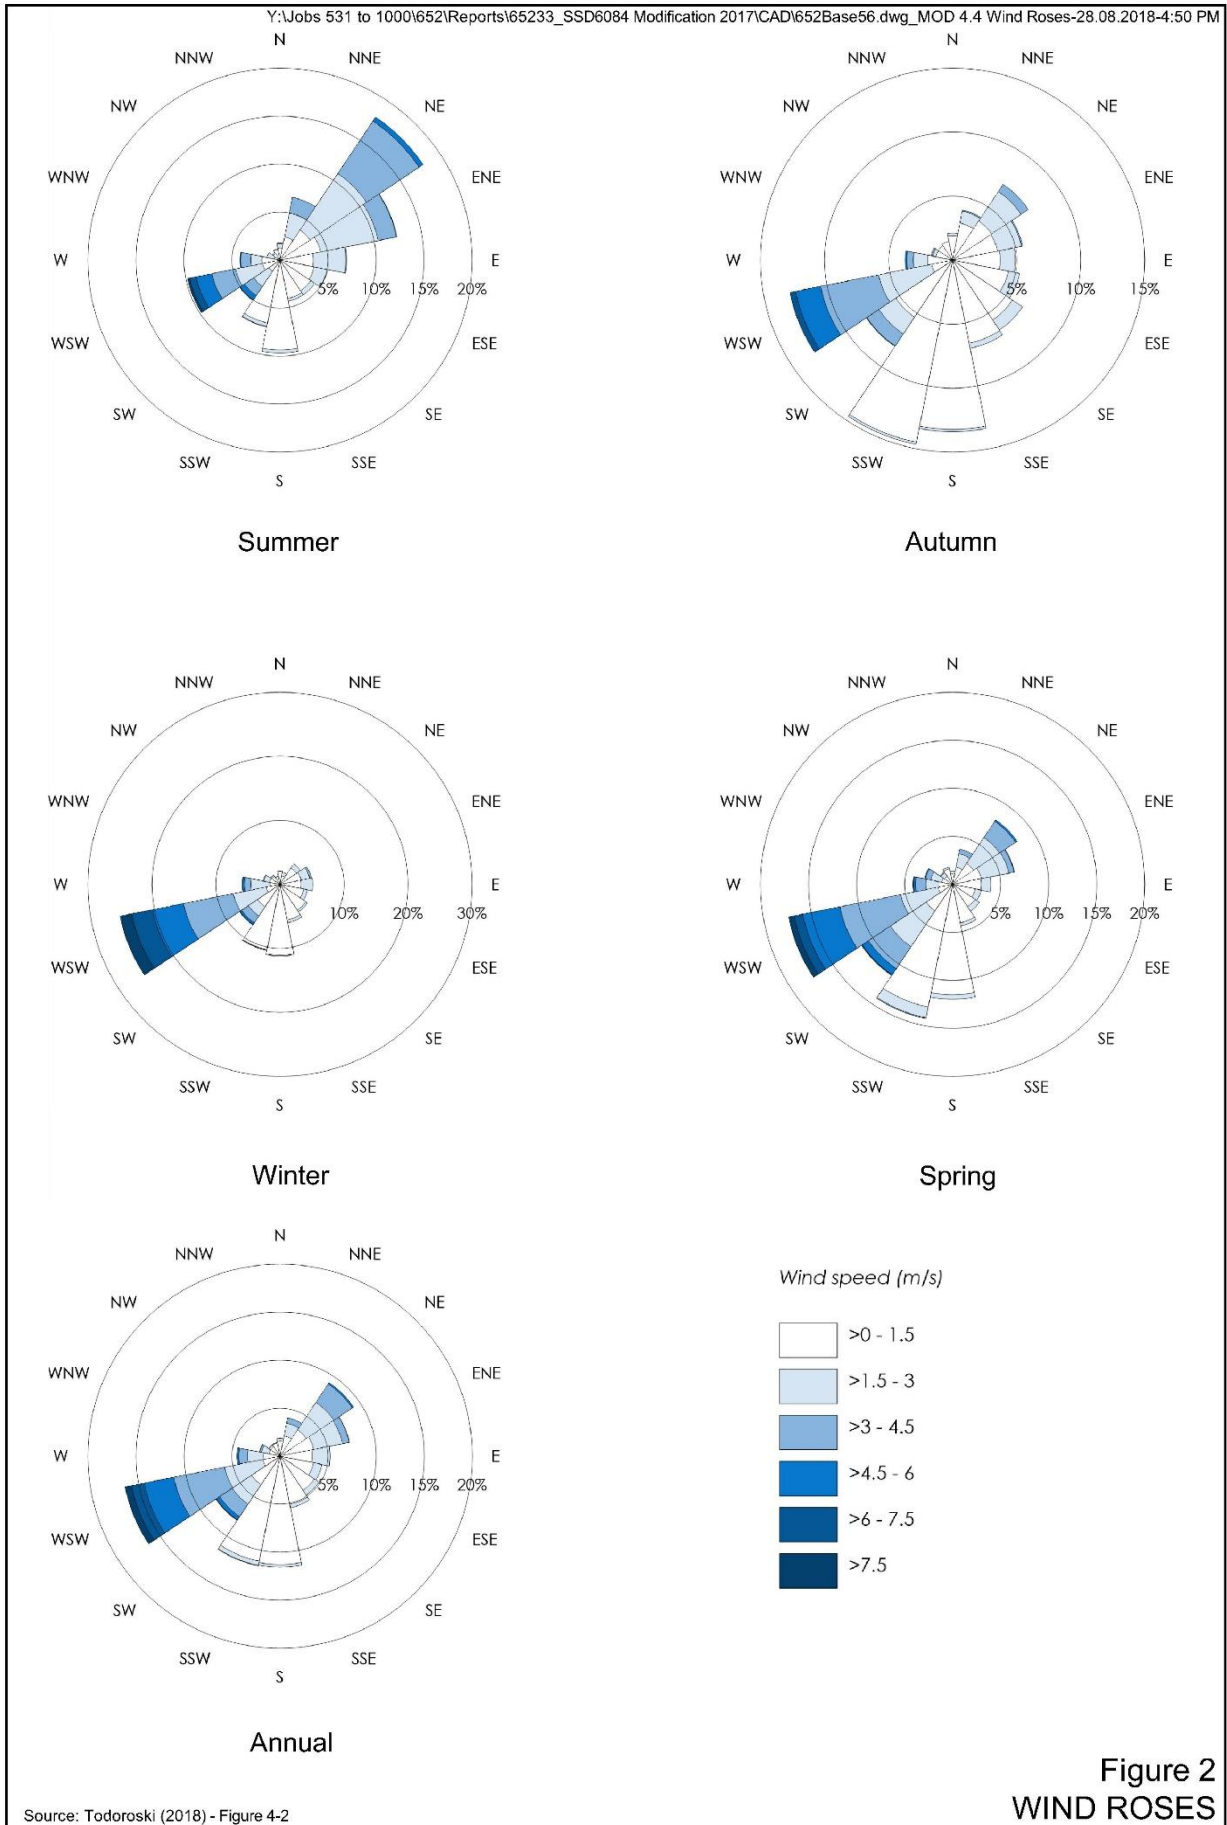 Y:\Jobs 531 to 1000\652\Reports\65233_SSD6084 Modification 2017\CAD\652Base56.dwg_MOD 4.4 Wind Roses-28.08.2018-4:50 PM
N
NNW NNE
NW NE
WNW ENE
W E
5% 10% 15% 20%
WSW ESE
SW SE
SSW SSE
S
Summer
N
NNW NNE
NW NE
WNW ENE
W E
5% 10% 15%
WSW ESE
SW SE
SSW SSE
S
Autumn
N
NNW NNE
NW NE
WNW ENE
W E
10% 20% 30%
WSW ESE
SW SE
SSW SSE
S
Winter
N
NNW NNE
NW NE
WNW ENE
W E
5% 10% 15% 20%
WSW ESE
SW SE
SSW SSE
S
Spring
N
NNW NNE
NW NE
WNW ENE
W E
5% 10% 15% 20%
WSW ESE
SW SE
SSW SSE
S
Annual
Wind speed (m/s)
>0 - 1.5
>1.5 - 3
>3 - 4.5
>4.5 - 6
>6 - 7.5
>7.5
Figure 2
WIND ROSES
Source: Todoroski (2018) - Figure 4-2